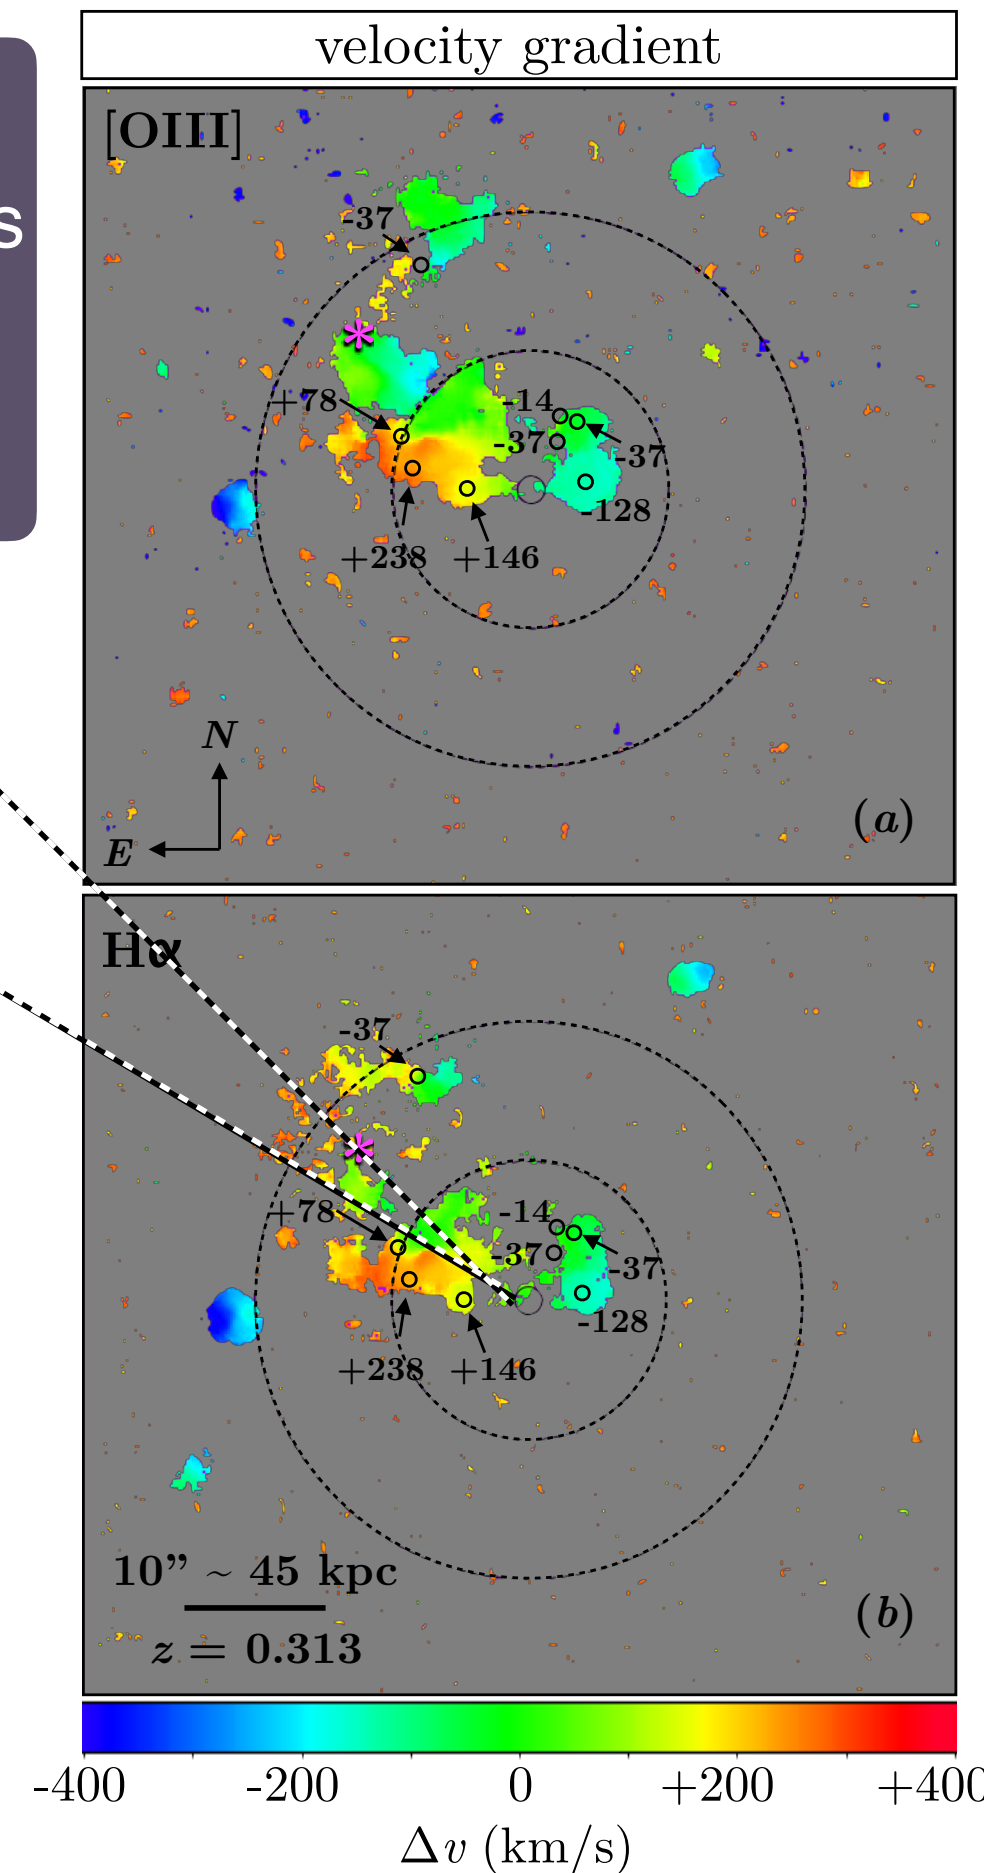 velocity gradient
s
[OIII]
-37
+78
-14
-37
-37
-128
+238 +146
N
E
(a)
Hα
-37
+78
-14
-37
-37
-128
+238 +146
10” ~ 45 kpc
z = 0.313
(b)
-400 -200 0 +200 +400
Δv (km/s)